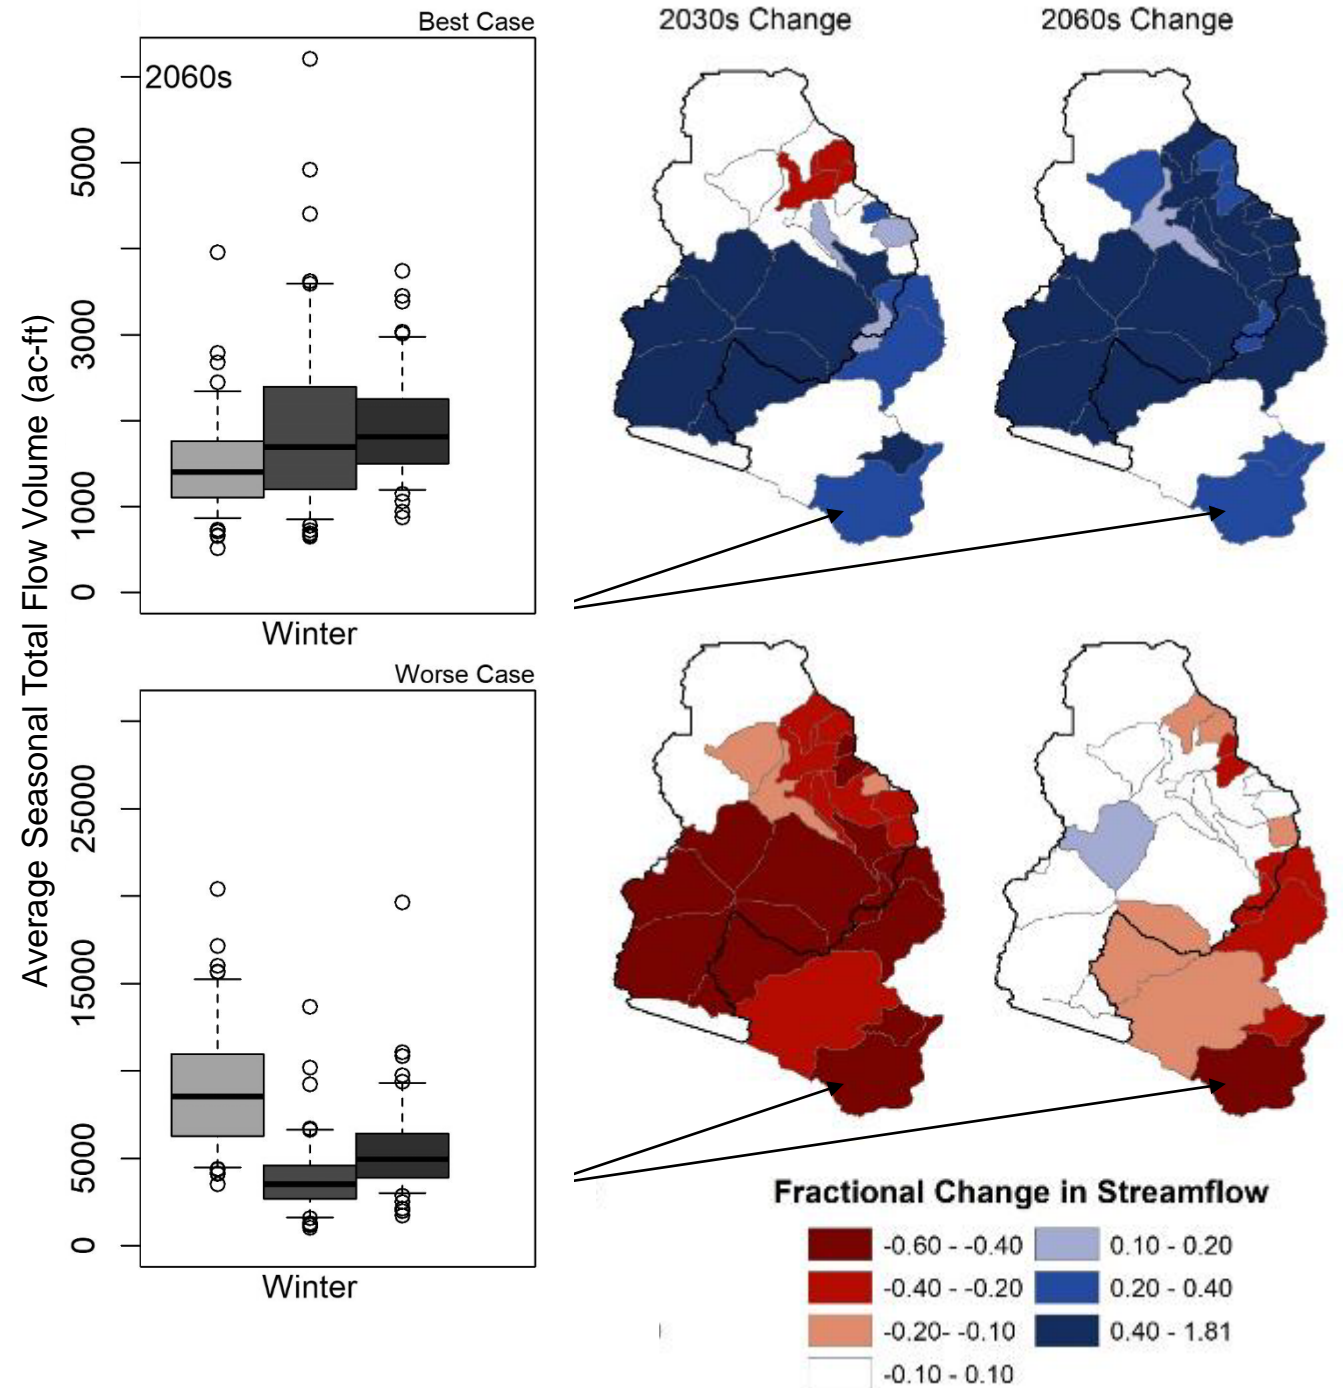 Best Case
2030s Change
2060s Change
2060s
5000
3000
1000
0
Winter
Average Seasonal Total Flow Volume (ac-ft)
Worse Case
25000
15000
5000
0
Winter
Fractional Change in Streamflow
-0.60 - -0.40
0.10 - 0.20
-0.40 - -0.20
0.20 - 0.40
-0.20- -0.10
0.40 - 1.81
-0.10 - 0.10